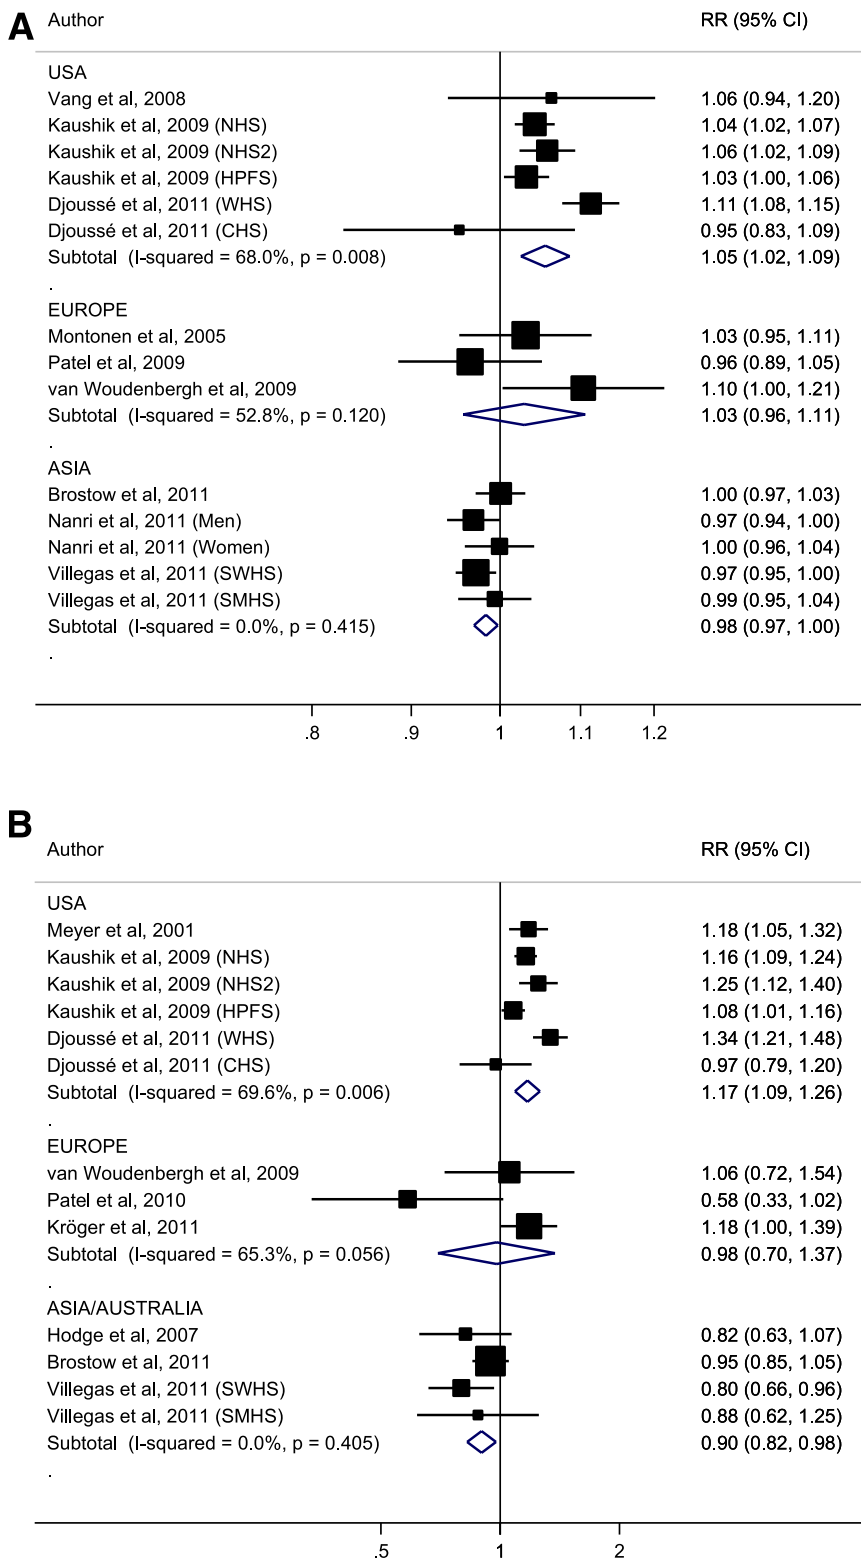 A
Author RR (95% CI)
USA
Vang et al, 2008 1.06 (0.94, 1.20)
Kaushik et al, 2009 (NHS) 1.04 (1.02, 1.07)
Kaushik et al, 2009 (NHS2) 1.06 (1.02, 1.09)
Kaushik et al, 2009 (HPFS) 1.03 (1.00, 1.06)
Djoussé et al, 2011 (WHS) 1.11 (1.08, 1.15)
Djoussé et al, 2011 (CHS) 0.95 (0.83, 1.09)
Subtotal (I-squared = 68.0%, p = 0.008) 1.05 (1.02, 1.09)
.
EUROPE
Montonen et al, 2005 1.03 (0.95, 1.11)
Patel et al, 2009 0.96 (0.89, 1.05)
van Woudenbergh et al, 2009 1.10 (1.00, 1.21)
Subtotal (I-squared = 52.8%, p = 0.120) 1.03 (0.96, 1.11)
.
ASIA
Brostow et al, 2011 1.00 (0.97, 1.03)
Nanri et al, 2011 (Men) 0.97 (0.94, 1.00)
Nanri et al, 2011 (Women) 1.00 (0.96, 1.04)
Villegas et al, 2011 (SWHS) 0.97 (0.95, 1.00)
Villegas et al, 2011 (SMHS) 0.99 (0.95, 1.04)
Subtotal (I-squared = 0.0%, p = 0.415) 0.98 (0.97, 1.00)
.
.8 .9 1 1.1 1.2
B
Author RR (95% CI)
USA
Meyer et al, 2001 1.18 (1.05, 1.32)
Kaushik et al, 2009 (NHS) 1.16 (1.09, 1.24)
Kaushik et al, 2009 (NHS2) 1.25 (1.12, 1.40)
Kaushik et al, 2009 (HPFS) 1.08 (1.01, 1.16)
Djoussé et al, 2011 (WHS) 1.34 (1.21, 1.48)
Djoussé et al, 2011 (CHS) 0.97 (0.79, 1.20)
Subtotal (I-squared = 69.6%, p = 0.006) 1.17 (1.09, 1.26)
.
EUROPE
van Woudenbergh et al, 2009 1.06 (0.72, 1.54)
Patel et al, 2010 0.58 (0.33, 1.02)
Kröger et al, 2011 1.18 (1.00, 1.39)
Subtotal (I-squared = 65.3%, p = 0.056) 0.98 (0.70, 1.37)
.
ASIA/AUSTRALIA
Hodge et al, 2007 0.82 (0.63, 1.07)
Brostow et al, 2011 0.95 (0.85, 1.05)
Villegas et al, 2011 (SWHS) 0.80 (0.66, 0.96)
Villegas et al, 2011 (SMHS) 0.88 (0.62, 1.25)
Subtotal (I-squared = 0.0%, p = 0.405) 0.90 (0.82, 0.98)
.
.5 1 2